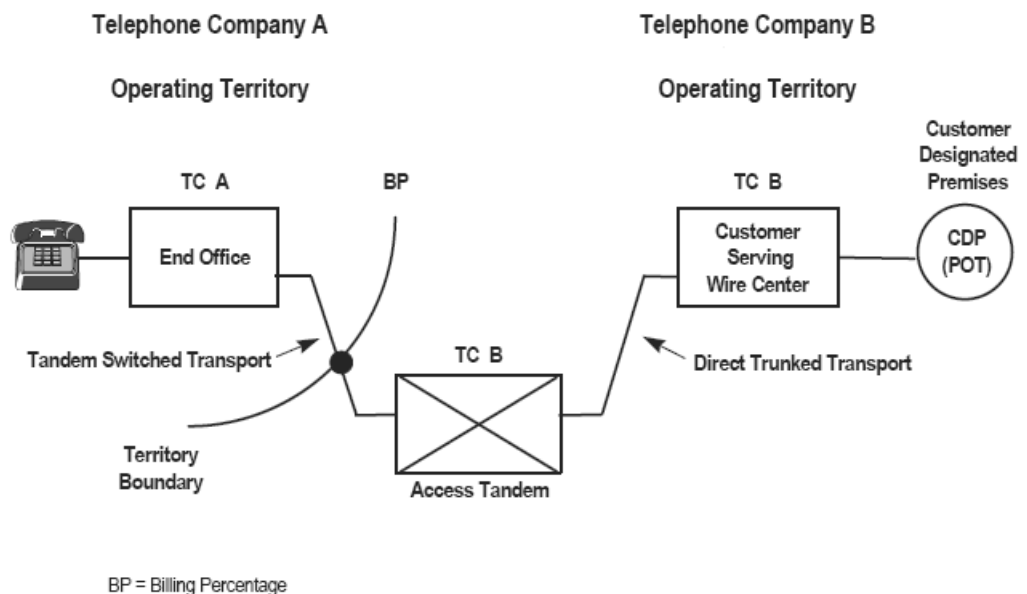 Telephone Company A
Operating Territory
Telephone Company B
Operating Territory
Customer
Designated
Premises
TC A
BP
TC B
End Office
Customer
Serving
Wire Center
CDP
(POT)
Tandem Switched Transport
TC B
Direct Trunked Transport
Territory
Boundary
Access Tandem
BP = Billing Percentage